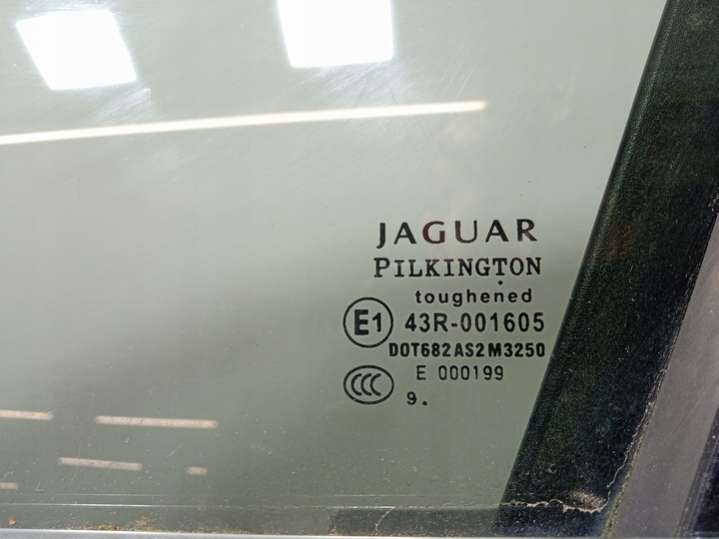 JAGUAR
PILKINGTON
toughened
E1 43R-001605
DOT682AS2M3250
E 000199
CCC
9.